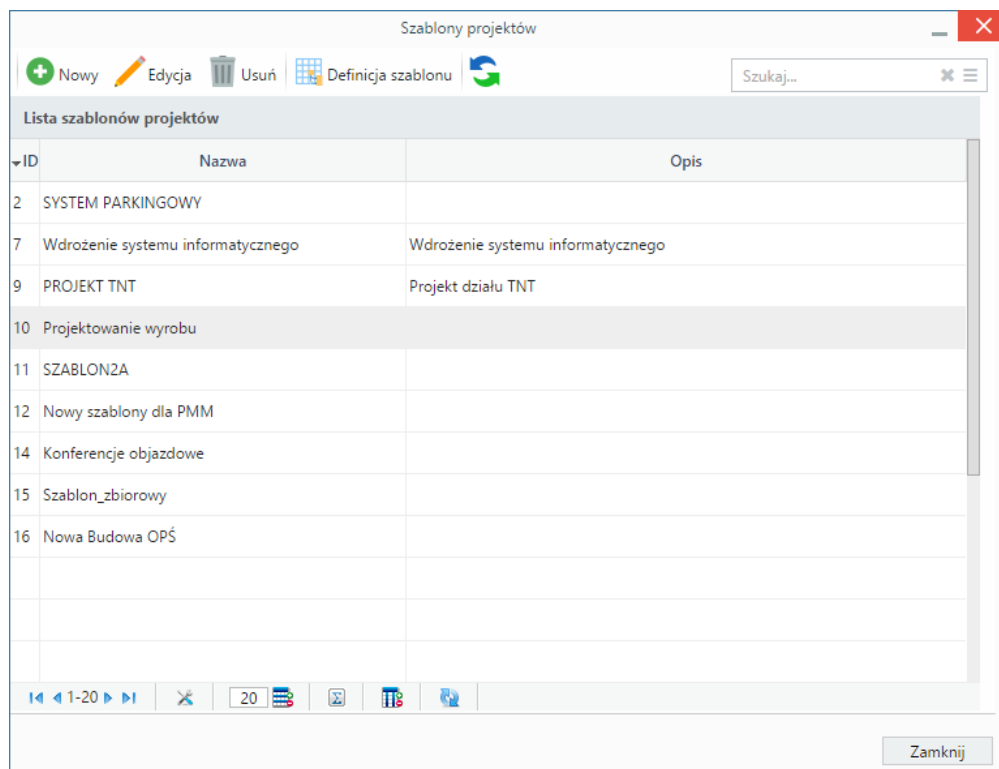 Szablony projektów
Nowy Edycja Usuń Definicja szablonu Szukaj...
Lista szablonów projektów
ID Nazwa Opis
2 SYSTEM PARKINGOWY
7 Wdrożenie systemu informatycznego Wdrożenie systemu informatycznego
9 PROJEKT TNT Projekt działu TNT
10 Projektowanie wyrobu
11 SZABLON2A
12 Nowy szablony dla PMM
14 Konferencje objazdowe
15 Szablon_zbiorowy
16 Nowa Budowa OPŚ
1-20 20 Σ
Zamknij